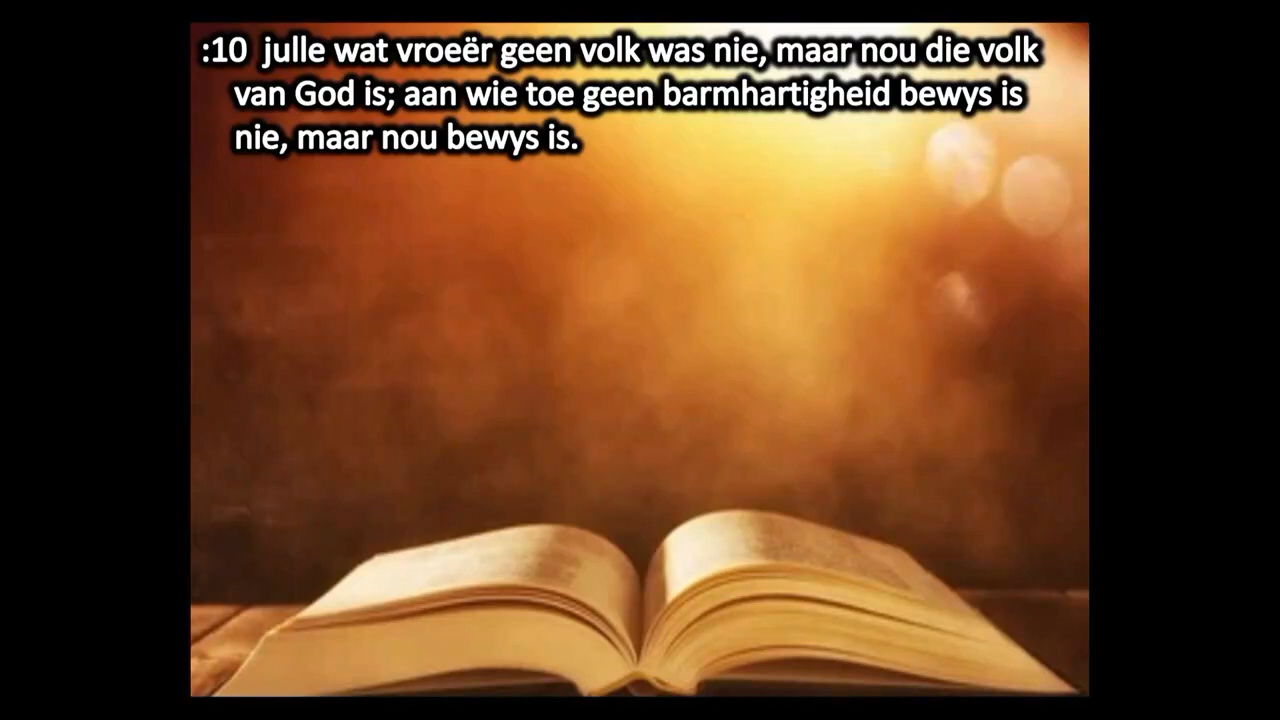 :10 julle wat vroeër geen volk was nie, maar nou die volk
van God is; aan wie toe geen barmhartigheid bewys is
nie, maar nou bewys is.